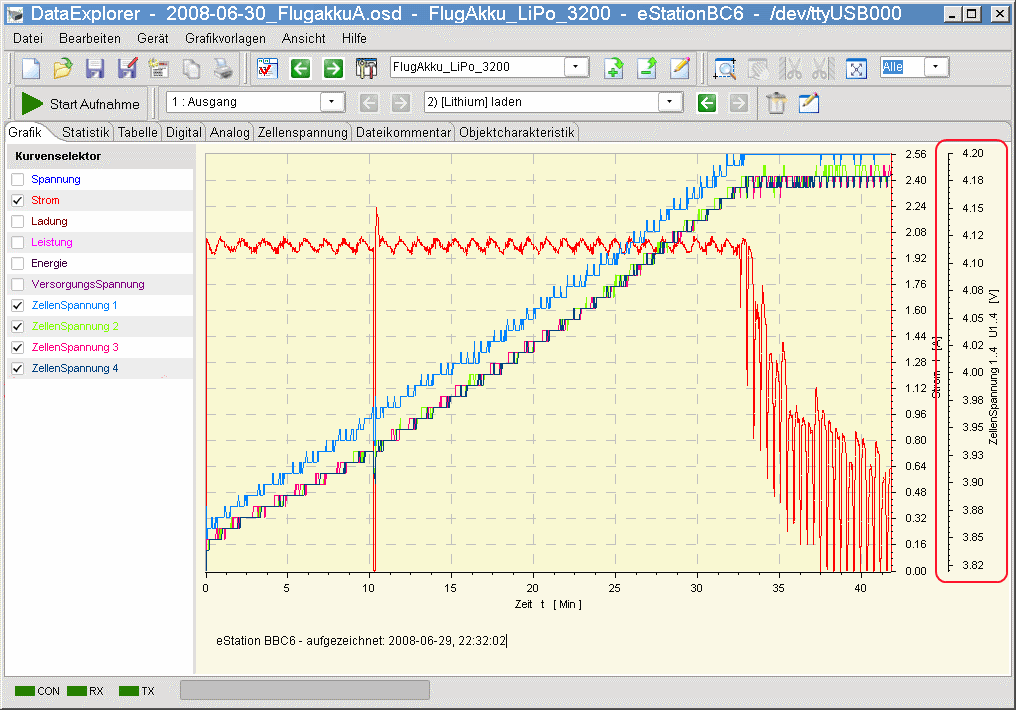 DataExplorer - 2008-06-30_FlugakkuA.osd - FlugAkku_LiPo_3200 - eStationBC6 - /dev/ttyUSB000
Datei Bearbeiten Gerät Grafikvorlagen Ansicht Hilfe
FlugAkku_LiPo_3200 Alle
Start Aufnahme 1 : Ausgang 2) [Lithium] laden
Grafik Statistik Tabelle Digital Analog Zellenspannung Dateikommentar Objektcharakteristik
Kurvenselektor
Spannung
Strom
Ladung
Leistung
Energie
VersorgungsSpannung
ZellenSpannung 1
ZellenSpannung 2
ZellenSpannung 3
ZellenSpannung 4
2.56
2.40
2.24
2.08
1.92
1.76
1.60
1.44
1.28
1.12
0.96
0.80
0.64
0.48
0.32
0.16
0.00
Strom I [A]
4.20
4.18
4.15
4.12
4.10
4.08
4.05
4.02
4.00
3.98
3.95
3.93
3.90
3.88
3.85
3.82
ZellenSpannung 1..4 U1..4 [V]
0 5 10 15 20 25 30 35 40
Zeit t [ Min ]
eStation BBC6 - aufgezeichnet: 2008-06-29, 22:32:02
CON RX TX